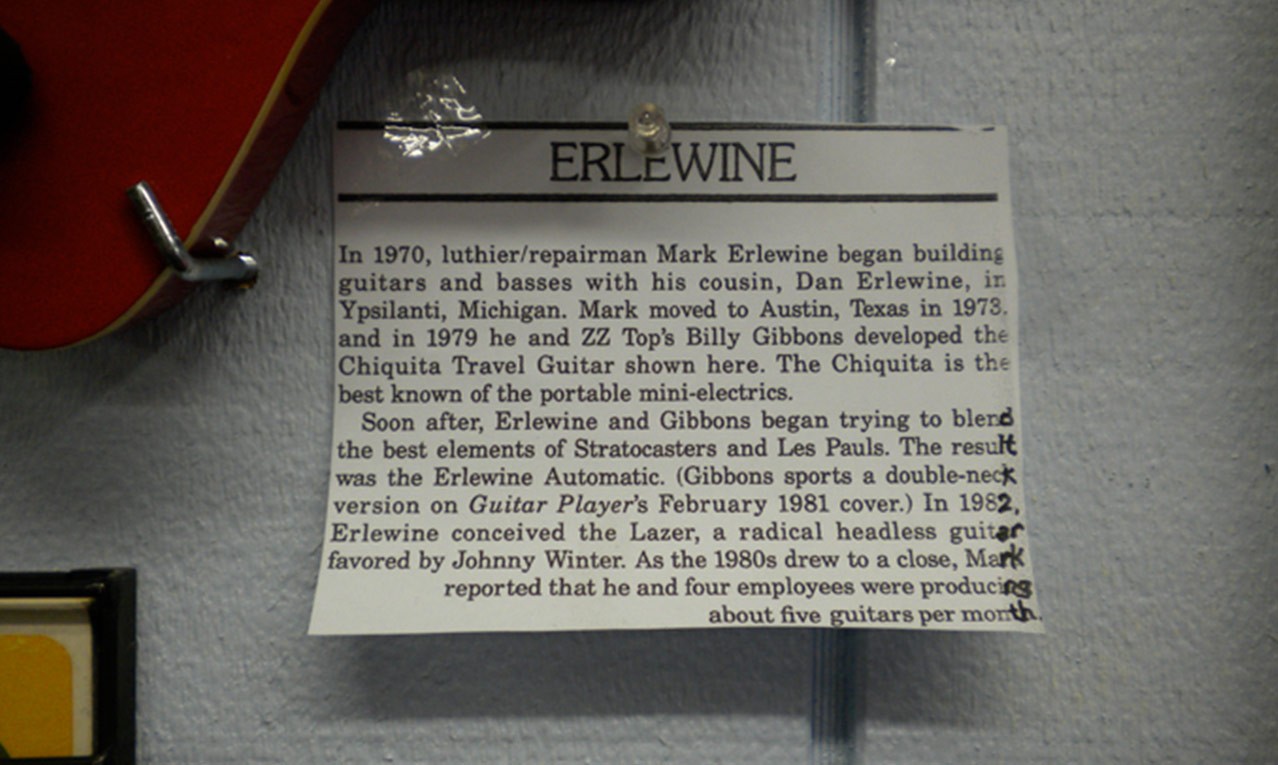 ERLEWINE
In 1970, luthier/repairman Mark Erlewine began building
guitars and basses with his cousin, Dan Erlewine, in
Ypsilanti, Michigan. Mark moved to Austin, Texas in 1973.
and in 1979 he and ZZ Top's Billy Gibbons developed the
Chiquita Travel Guitar shown here. The Chiquita is the
best known of the portable mini-electrics.
Soon after, Erlewine and Gibbons began trying to blend
the best elements of Stratocasters and Les Pauls. The result
was the Erlewine Automatic. (Gibbons sports a double-neck
version on Guitar Player's February 1981 cover.) In 1982,
Erlewine conceived the Lazer, a radical headless guitar
favored by Johnny Winter. As the 1980s drew to a close, Mark
reported that he and four employees were producing
about five guitars per month.